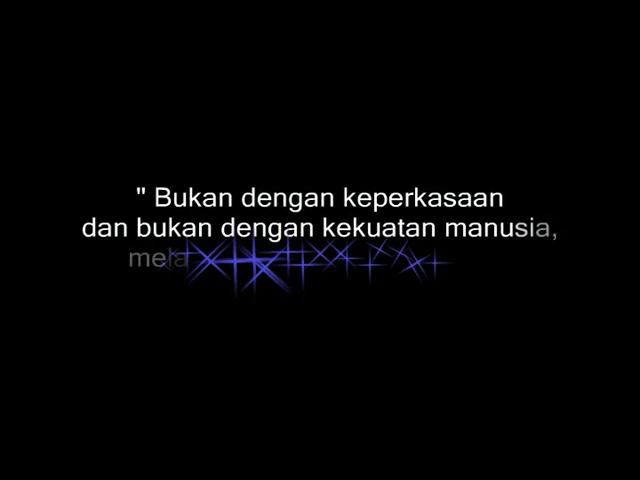 " Bukan dengan keperkasaan
dan bukan dengan kekuatan manusia,